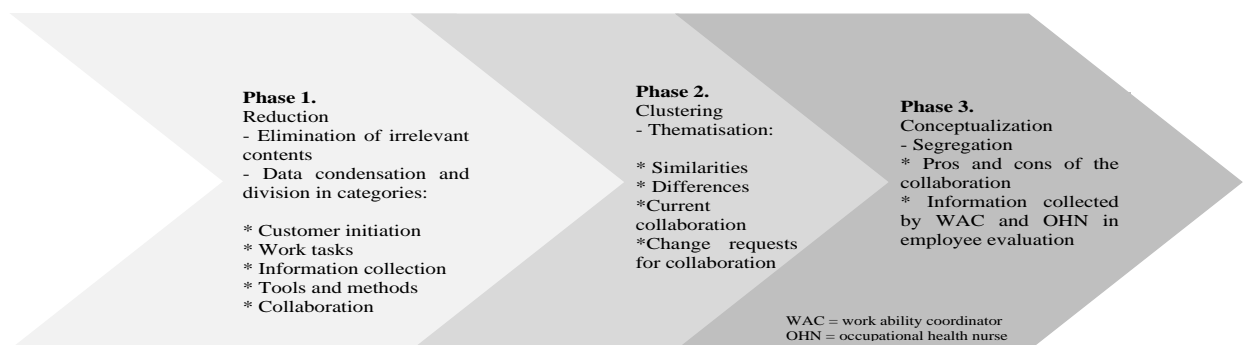 Phase 1.
Reduction
- Elimination of irrelevant
contents
- Data condensation and
division in categories:
* Customer initiation
* Work tasks
* Information collection
* Tools and methods
* Collaboration
Phase 2.
Clustering
- Thematisation:
* Similarities
* Differences
*Current
collaboration
*Change requests
for collaboration
Phase 3.
Conceptualization
- Segregation
* Pros and cons of the
collaboration
* Information collected
by WAC and OHN in
employee evaluation
WAC = work ability coordinator
OHN = occupational health nurse